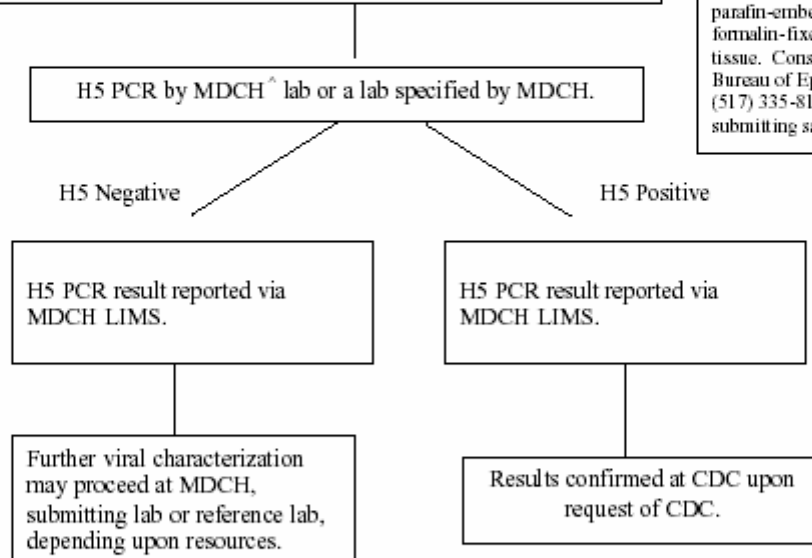 parafin-embe
formalin-fixe
tissue. Cons
Bureau of Ep
(517) 335-81
submitting sa
H5 PCR by MDCH^ lab or a lab specified by MDCH.
H5 Negative
H5 Positive
H5 PCR result reported via
MDCH LIMS.
H5 PCR result reported via
MDCH LIMS.
Further viral characterization
may proceed at MDCH,
submitting lab or reference lab,
depending upon resources.
Results confirmed at CDC upon
request of CDC.